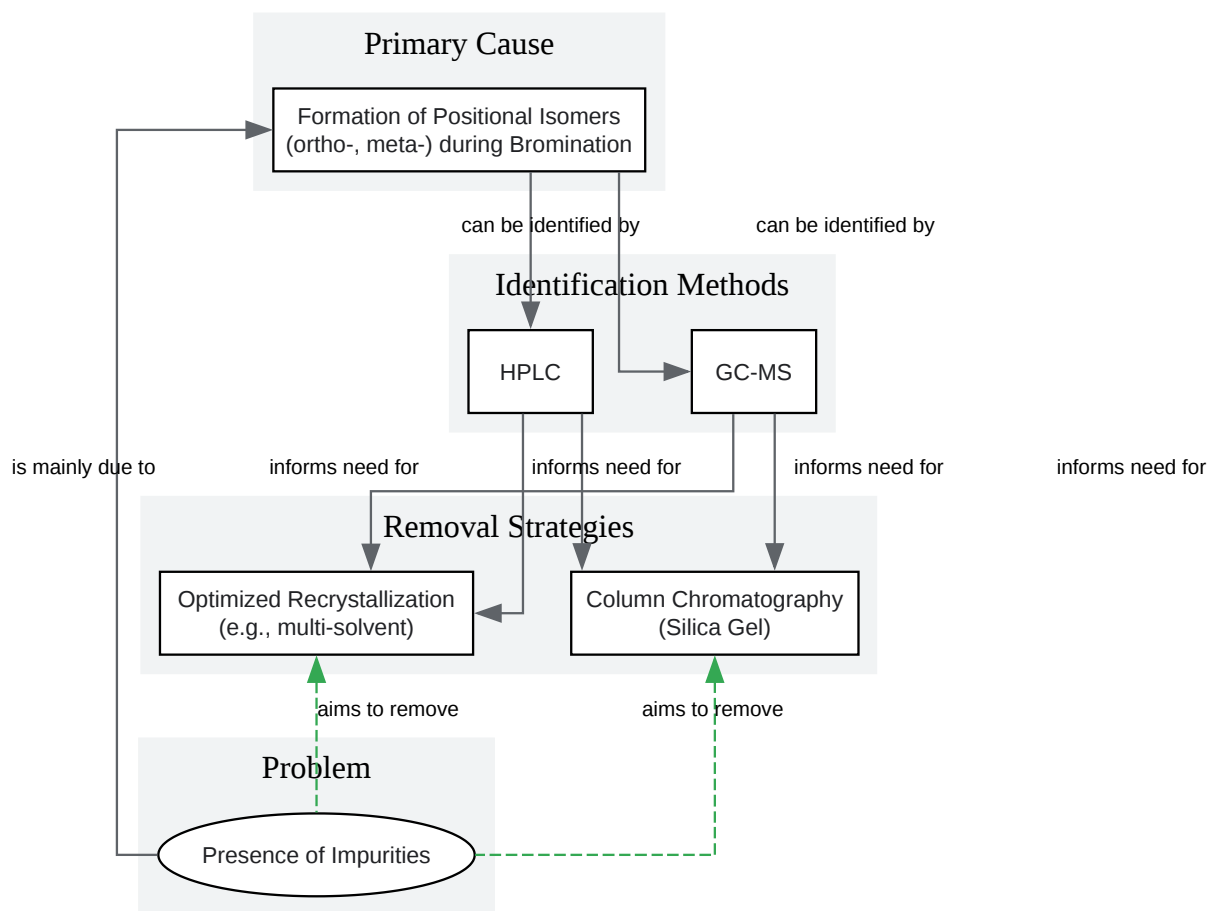 Primary Cause
Formation of Positional Isomers
(ortho-, meta-) during Bromination
can be identified by
can be identified by
Identification Methods
HPLC
GC-MS
is mainly due to
informs need for
informs need for
informs need for
informs need for
Removal Strategies
Optimized Recrystallization
(e.g., multi-solvent)
Column Chromatography
(Silica Gel)
aims to remove
aims to remove
Problem
Presence of Impurities